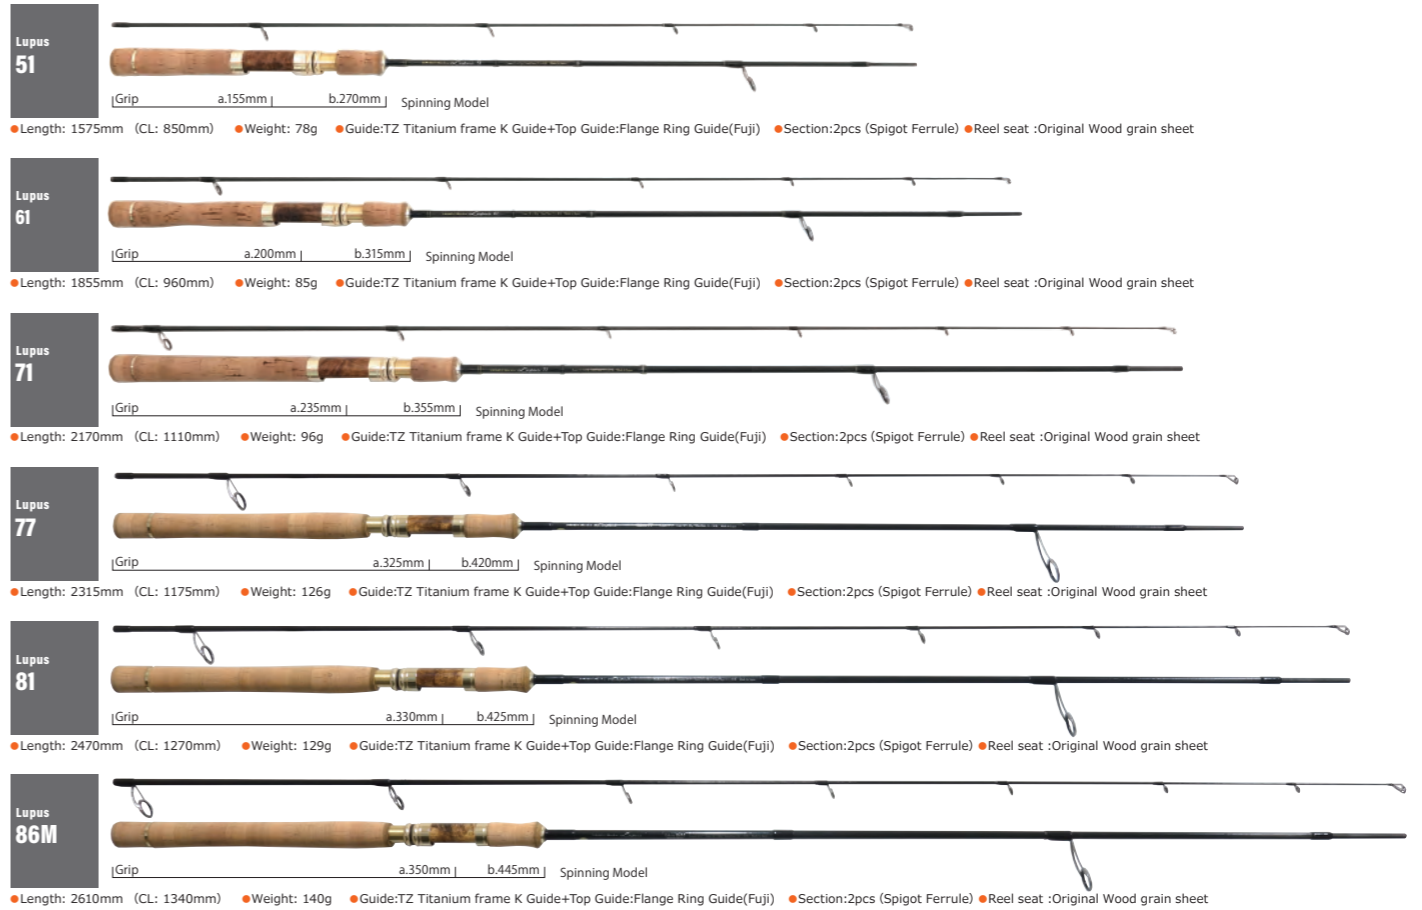 Lupus
51
Grip a.155mm b.270mm Spinning Model
●Length: 1575mm (CL: 850mm) ●Weight: 78g ●Guide:TZ Titanium frame K Guide+Top Guide:Flange Ring Guide(Fuji) ●Section:2pcs (Spigot Ferrule) ●Reel seat :Original Wood grain sheet
Lupus
61
Grip a.200mm b.315mm Spinning Model
●Length: 1855mm (CL: 960mm) ●Weight: 85g ●Guide:TZ Titanium frame K Guide+Top Guide:Flange Ring Guide(Fuji) ●Section:2pcs (Spigot Ferrule) ●Reel seat :Original Wood grain sheet
Lupus
71
Grip a.235mm b.355mm Spinning Model
●Length: 2170mm (CL: 1110mm) ●Weight: 96g ●Guide:TZ Titanium frame K Guide+Top Guide:Flange Ring Guide(Fuji) ●Section:2pcs (Spigot Ferrule) ●Reel seat :Original Wood grain sheet
Lupus
77
Grip a.325mm b.420mm Spinning Model
●Length: 2315mm (CL: 1175mm) ●Weight: 126g ●Guide:TZ Titanium frame K Guide+Top Guide:Flange Ring Guide(Fuji) ●Section:2pcs (Spigot Ferrule) ●Reel seat :Original Wood grain sheet
Lupus
81
Grip a.330mm b.425mm Spinning Model
●Length: 2470mm (CL: 1270mm) ●Weight: 129g ●Guide:TZ Titanium frame K Guide+Top Guide:Flange Ring Guide(Fuji) ●Section:2pcs (Spigot Ferrule) ●Reel seat :Original Wood grain sheet
Lupus
86M
Grip a.350mm b.445mm Spinning Model
●Length: 2610mm (CL: 1340mm) ●Weight: 140g ●Guide:TZ Titanium frame K Guide+Top Guide:Flange Ring Guide(Fuji) ●Section:2pcs (Spigot Ferrule) ●Reel seat :Original Wood grain sheet